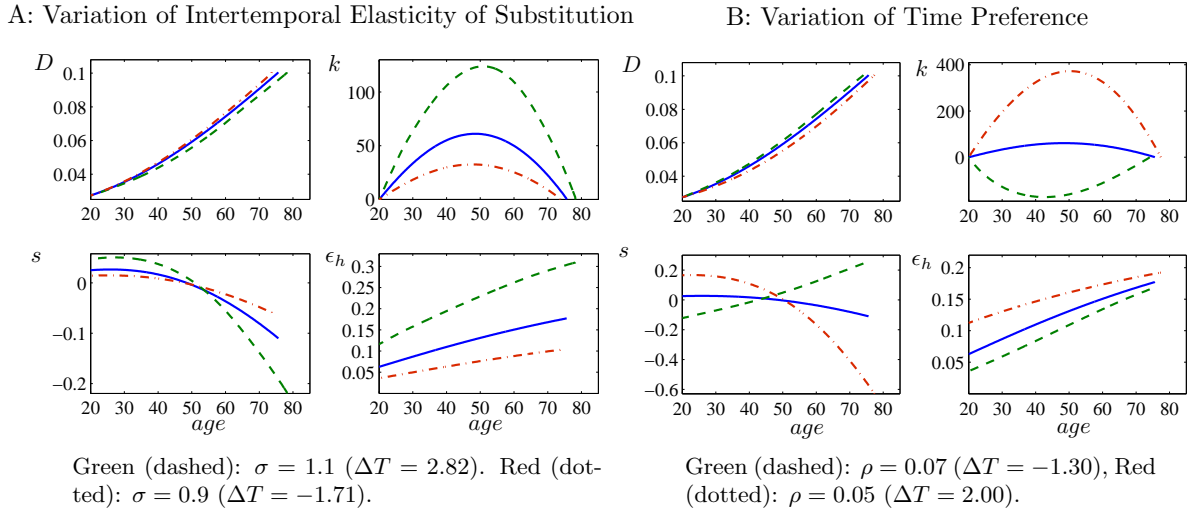 A: Variation of Intertemporal Elasticity of Substitution
D
0.1
0.08
0.06
0.04
20 30 40 50 60 70 80
k
100
50
0
20 30 40 50 60 70 80
s
0
−0.1
−0.2
20 30 40 50 60 70 80
age
ϵh
0.3
0.25
0.2
0.15
0.1
0.05
20 30 40 50 60 70 80
age
Green (dashed): σ = 1.1 (ΔT = 2.82). Red (dot-
ted): σ = 0.9 (ΔT = −1.71).
B: Variation of Time Preference
D
0.1
0.08
0.06
0.04
20 30 40 50 60 70 80
k
400
200
0
20 30 40 50 60 70 80
s
0.2
0
−0.2
−0.4
−0.6
20 30 40 50 60 70 80
age
ϵh
0.2
0.15
0.1
0.05
0
20 30 40 50 60 70 80
age
Green (dashed): ρ = 0.07 (ΔT = −1.30), Red
(dotted): ρ = 0.05 (ΔT = 2.00).